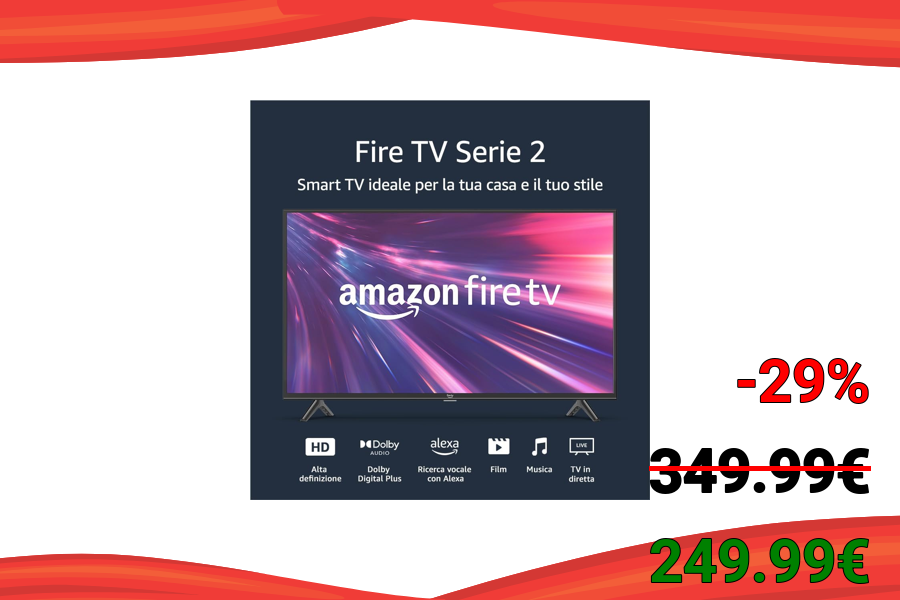 Fire TV Serie 2
Smart TV ideale per la tua casa e il tuo stile
amazon fire tv
HD
Dolby
AUDIO
alexa
LIVE
Alta
definizione
Dolby
Digital Plus
Ricerca vocale
con Alexa
Film
Musica
TV in
diretta
-29%
349.99€
249.99€